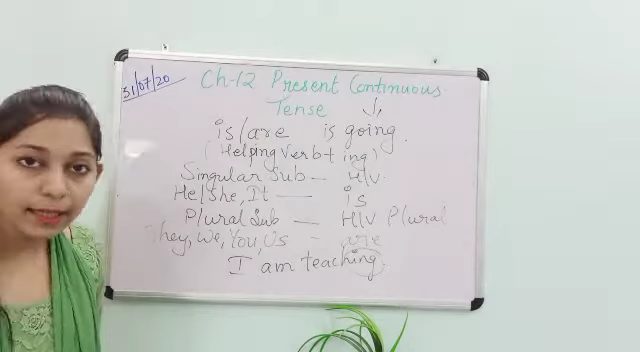 31/07/20
Ch-12 Present Continuous
Tense ↓,
is/are is going.
(Helping Verb + ing)
Singular Sub — H/V.
He/She, It — is
Plural Sub — H/V Plural
They, We, You, Us – are
I am teaching